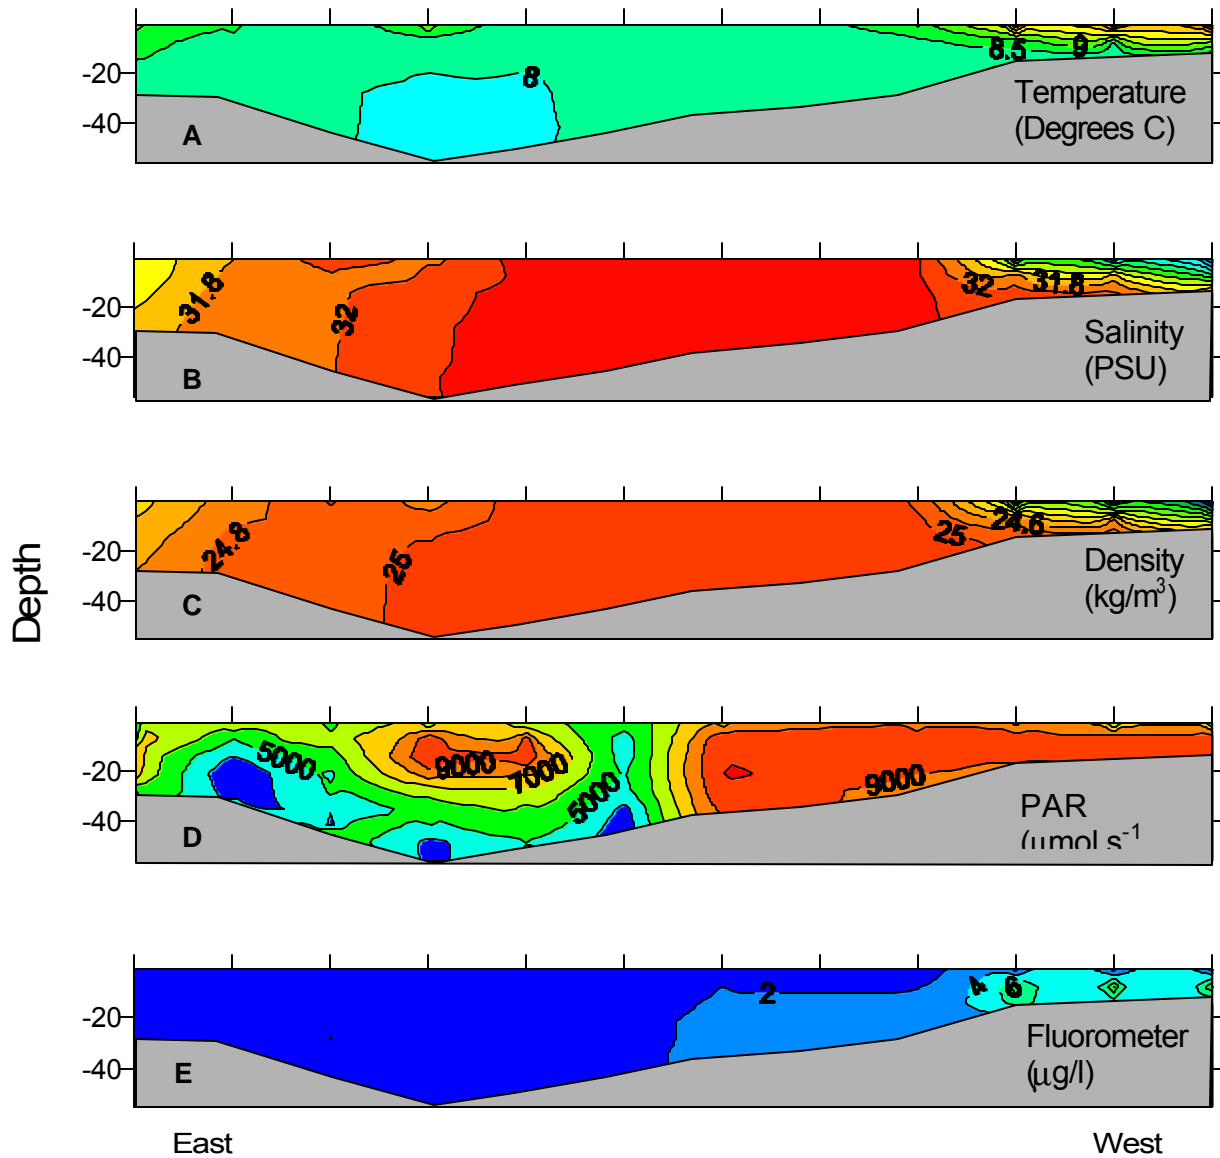 -20
-40
8
8.5
9
A
Temperature
(Degrees C)
-20
-40
31.8
32
32
31.8
B
Salinity
(PSU)
Depth
-20
-40
24.8
25
25
24.6
C
Density
(kg/m³)
-20
-40
5000
9000
7000
5000
9000
D
PAR
(μmol s⁻¹
-20
-40
2
4
6
E
Fluorometer
(μg/l)
East
West